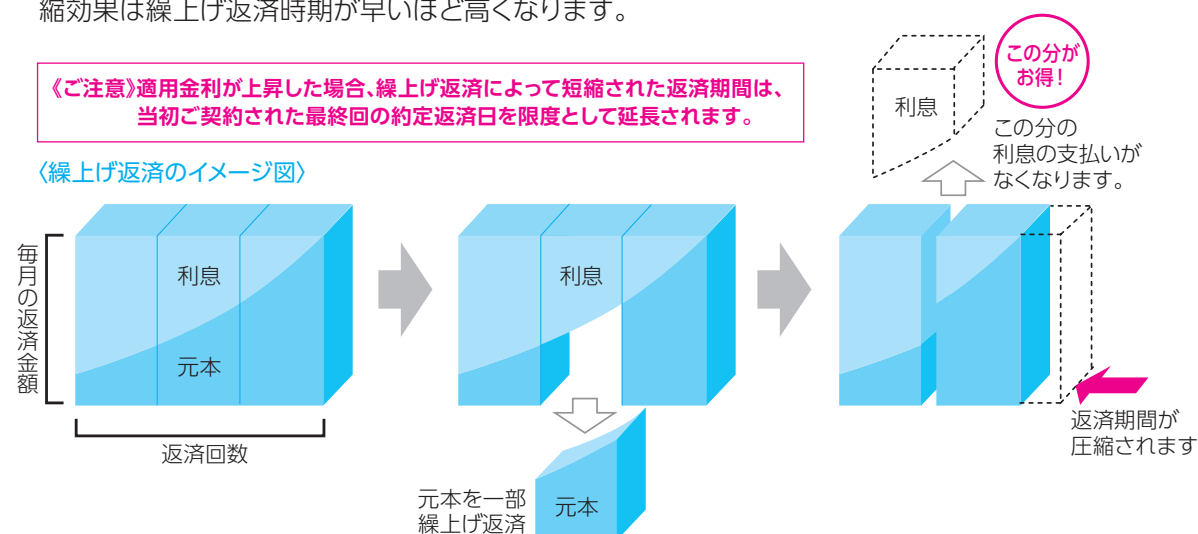 縮効果は繰上げ返済時期が早いほど高くなります。
《ご注意》適用金利が上昇した場合、繰上げ返済によって短縮された返済期間は、
当初ご契約された最終回の約定返済日を限度として延長されます。
〈繰上げ返済のイメージ図〉
毎月の返済金額
利息
元本
返済回数
利息
元本を一部
繰上げ返済
元本
利息
この分が
お得!
この分の
利息の支払いが
なくなります。
返済期間が
圧縮されます